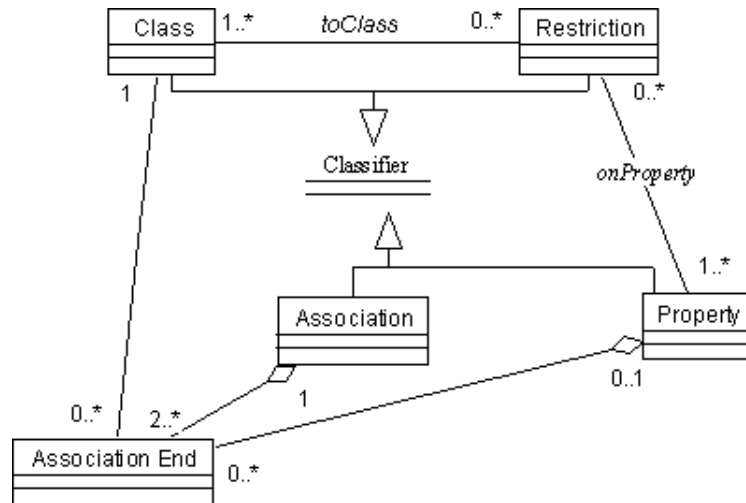 Class
1..*
toClass
0..*
Restriction
1
0..*
Classifier
onProperty
1..*
Association
Property
0..1
1
0..*
2..*
Association End
0..*